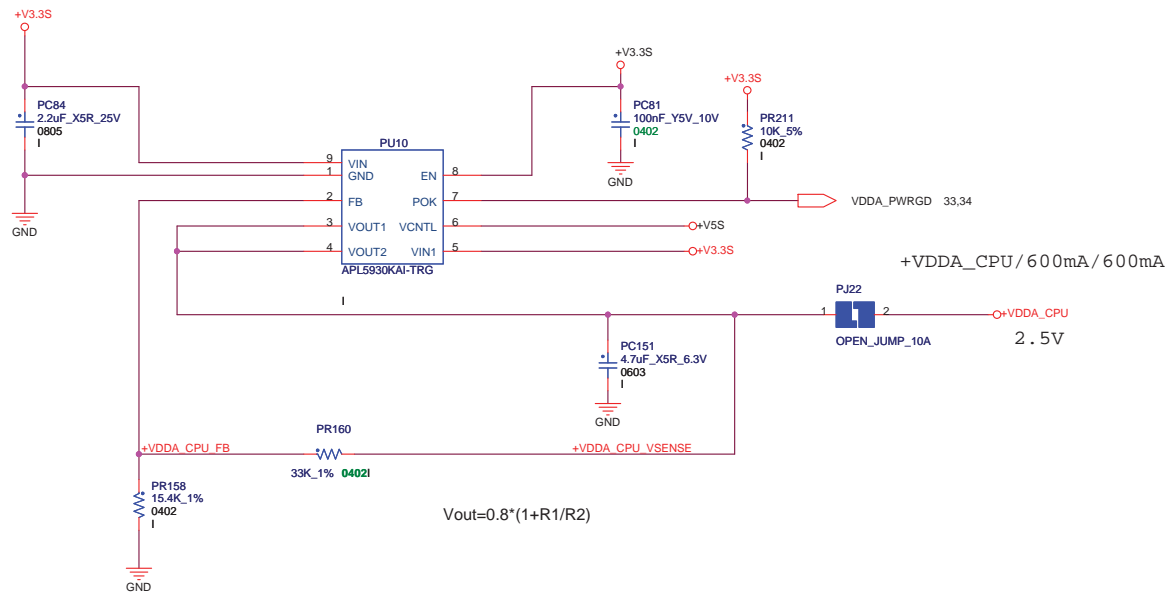 +V3.3S
PC84
2.2uF_X5R_25V
0805
I
GND
+V3.3S
PC81
100nF_Y5V_10V
0402
I
GND
+V3.3S
PR211
10K_5%
0402
I
PU10
9 VIN
1 GND
2 FB
3 VOUT1
4 VOUT2
EN 8
POK 7
VCNTL 6
VIN1 5
APL5930KAI-TRG
I
VDDA_PWRGD 33,34
+V5S
+V3.3S
+VDDA_CPU/600mA/600mA
PJ22
1 2
OPEN_JUMP_10A
+VDDA_CPU
2.5V
PC151
4.7uF_X5R_6.3V
0603
I
GND
+VDDA_CPU_FB
PR160
33K_1% 0402I
+VDDA_CPU_VSENSE
PR158
15.4K_1%
0402
I
GND
Vout=0.8*(1+R1/R2)